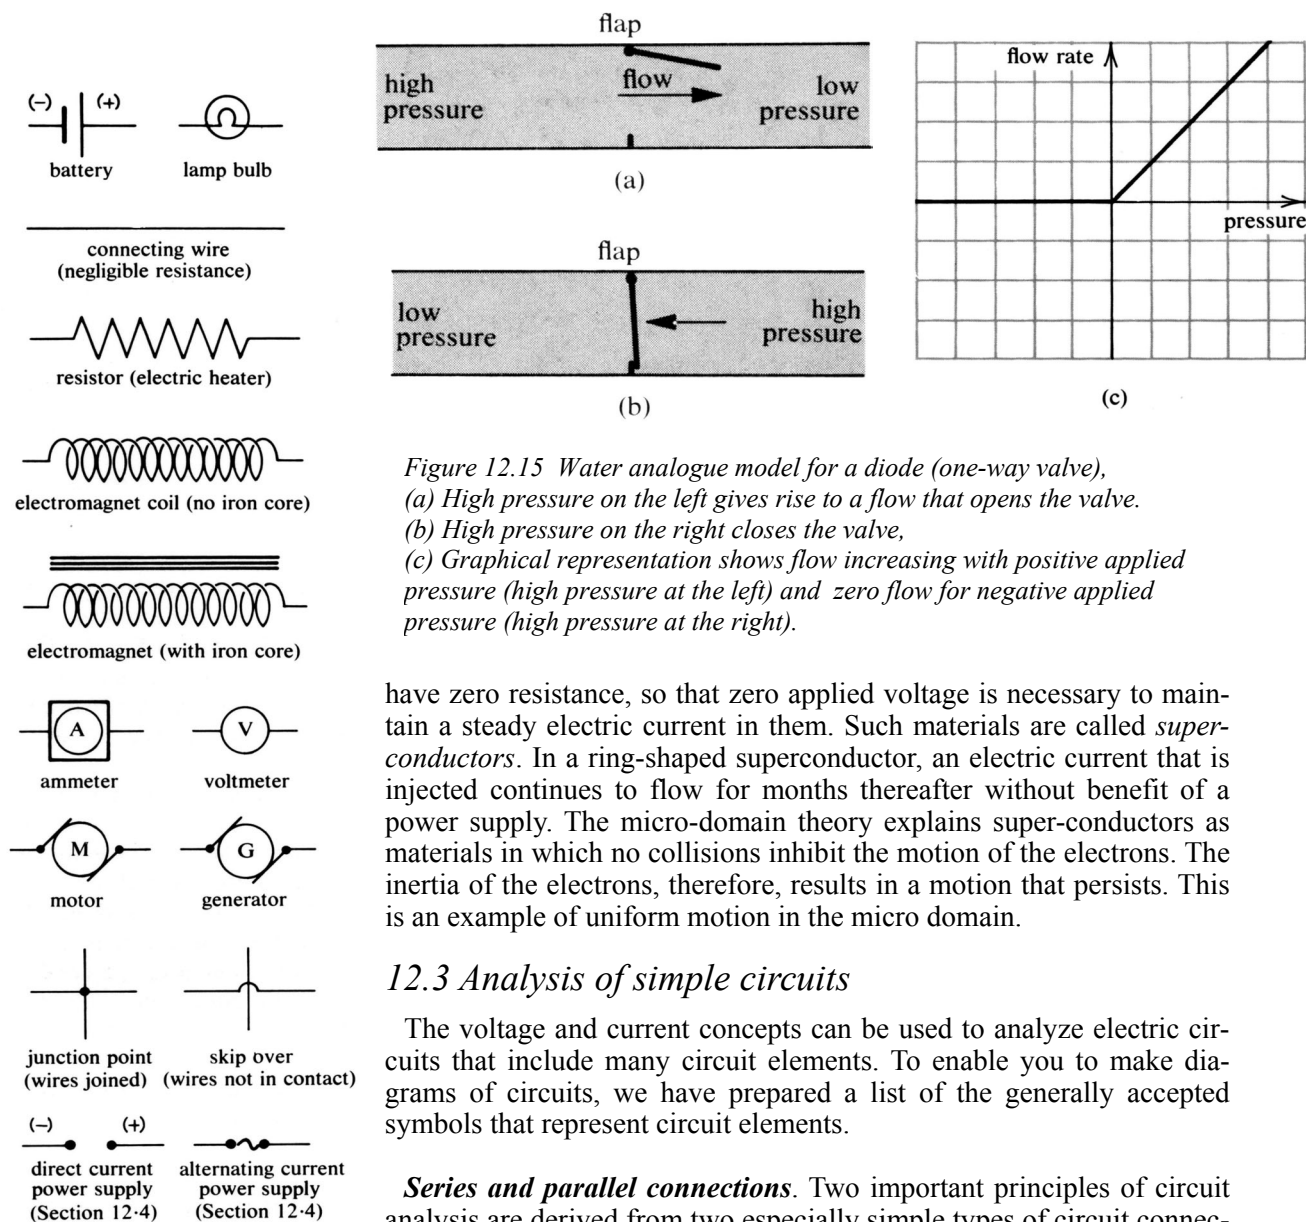 (-) (+)
battery lamp bulb
connecting wire
(negligible resistance)
resistor (electric heater)
electromagnet coil (no iron core)
electromagnet (with iron core)
A V
ammeter voltmeter
M G
motor generator
junction point skip over
(wires joined) (wires not in contact)
(-) (+)
direct current alternating current
power supply power supply
(Section 12·4) (Section 12·4)
flap
high flow low
pressure pressure
(a)
flap
low high
pressure pressure
(b)
flow rate
pressure
(c)
Figure 12.15 Water analogue model for a diode (one-way valve),
(a) High pressure on the left gives rise to a flow that opens the valve.
(b) High pressure on the right closes the valve,
(c) Graphical representation shows flow increasing with positive applied
pressure (high pressure at the left) and zero flow for negative applied
pressure (high pressure at the right).
have zero resistance, so that zero applied voltage is necessary to main-
tain a steady electric current in them. Such materials are called super-
conductors. In a ring-shaped superconductor, an electric current that is
injected continues to flow for months thereafter without benefit of a
power supply. The micro-domain theory explains super-conductors as
materials in which no collisions inhibit the motion of the electrons. The
inertia of the electrons, therefore, results in a motion that persists. This
is an example of uniform motion in the micro domain.
12.3 Analysis of simple circuits
The voltage and current concepts can be used to analyze electric cir-
cuits that include many circuit elements. To enable you to make dia-
grams of circuits, we have prepared a list of the generally accepted
symbols that represent circuit elements.
Series and parallel connections. Two important principles of circuit
analysis are derived from two especially simple types of circuit connec-